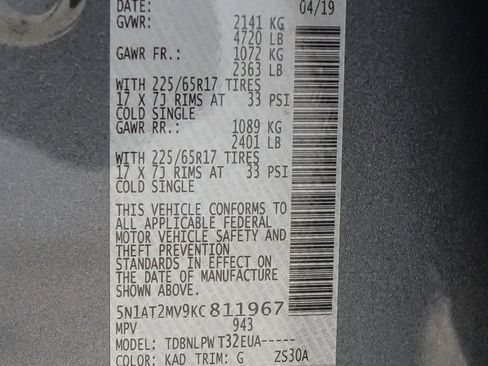 DATE: 04/19
GVWR: 2141 KG
4720 LB
GAWR FR: 1072 KG
2363 LB
WITH 225/65R17 TIRES
17 X 7J RIMS AT 33 PSI
COLD SINGLE
GAWR RR: 1089 KG
2401 LB
WITH 225/65R17 TIRES
17 X 7J RIMS AT 33 PSI
COLD SINGLE
THIS VEHICLE CONFORMS TO
ALL APPLICABLE FEDERAL
MOTOR VEHICLE SAFETY AND
THEFT PREVENTION
STANDARDS IN EFFECT ON THE
DATE OF MANUFACTURE
SHOWN ABOVE.
5N1AT2MV9KC811967
MPV 943
MODEL: TDBNLPW T32EUA-----
COLOR: KAD TRIM: G ZS30A